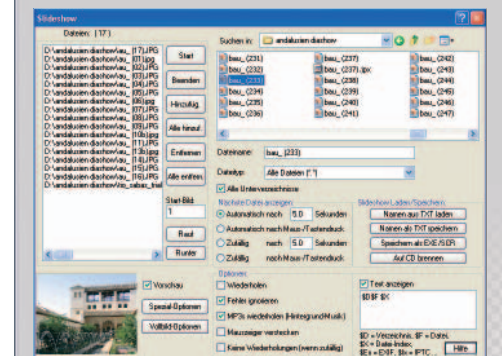 Slideshow
Dateien: (17)
Suchen in: andalusien diashow
D:\andalusien diashow\au_ (17).JPG
D:\andalusien diashow\au_ (01).jpg
D:\andalusien diashow\au_ (02).JPG
D:\andalusien diashow\au_ (03).JPG
D:\andalusien diashow\au_ (04).JPG
D:\andalusien diashow\au_ (05).JPG
D:\andalusien diashow\au_ (06).jpg
D:\andalusien diashow\au_ (07).JPG
D:\andalusien diashow\au_ (08).JPG
D:\andalusien diashow\au_ (09).JPG
D:\andalusien diashow\au_ (10b).jpg
D:\andalusien diashow\au_ (11).JPG
D:\andalusien diashow\au_ (13b).jpg
D:\andalusien diashow\au_ (14).JPG
D:\andalusien diashow\au_ (15).JPG
D:\andalusien diashow\au_ (16).JPG
Start
Beenden
Hinzufüg.
Alle hinzuf.
Entfernen
Alle entfern.
Start-Bild:
1
Rauf
Runter
bau_ (231) bau_ (237) bau_ (242)
bau_ (232) bau_ (237).jpx bau_ (243)
bau_ (233) bau_ (238) bau_ (244)
bau_ (234) bau_ (239) bau_ (245)
bau_ (235) bau_ (240) bau_ (246)
bau_ (236) bau_ (241) bau_ (247)
Dateiname: bau_ (233)
Dateityp: Alle Dateien (*.*)
Alle Unterverzeichnisse
Nächste Datei anzeigen:
Automatisch nach 5.0 Sekunden
Automatisch nach Maus-/Tastendruck
Zufällig nach 5.0 Sekunden
Zufällig nach Maus-/Tastendruck
Slideshow Laden/Speichern:
Namen aus TXT laden
Namen als TXT speichern
Speichern als EXE/SCR
Auf CD brennen
Vorschau
Spezial-Optionen
Vollbild-Optionen
Optionen:
Wiederholen
Fehler ignorieren
MP3s wiederholen (Hintergrund-Musik)
Mauszeiger verstecken
Keine Wiederholungen (wenn zufällig)
Text anzeigen
$D$F $X
$D = Verzeichnis, $F = Datei,
$X = Datei-Index,
$Ex = EXIF, $Ix = IPTC...
Hilfe